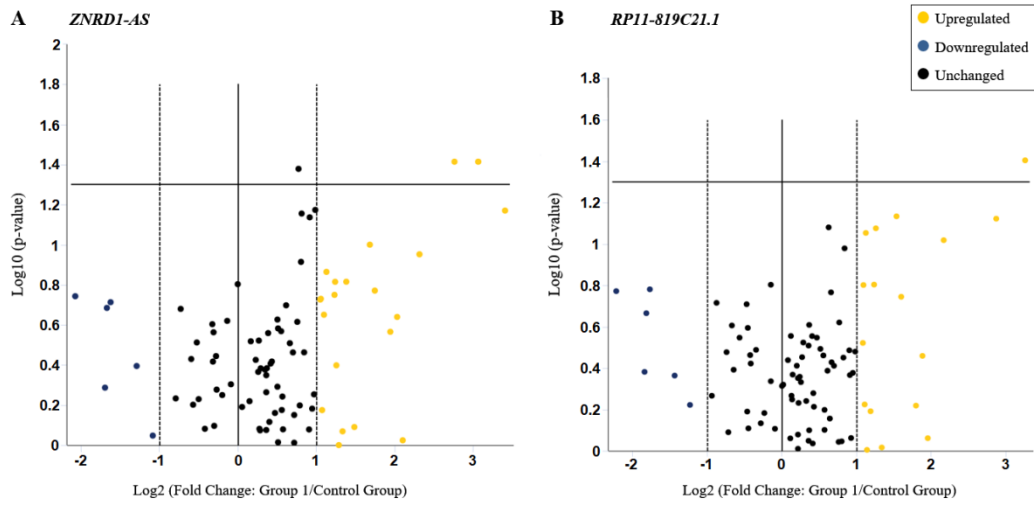 A ZNRD1-AS
B RP11-819C21.1
Upregulated
Downregulated
Unchanged
2
1.8
1.6
1.4
1.2
1
0.8
0.6
0.4
0.2
0
Log10 (p-value)
-2 -1 0 1 2 3
Log2 (Fold Change: Group 1/Control Group)
1.8
1.6
1.4
1.2
1
0.8
0.6
0.4
0.2
0
Log10 (p-value)
-2 -1 0 1 2 3
Log2 (Fold Change: Group 1/Control Group)